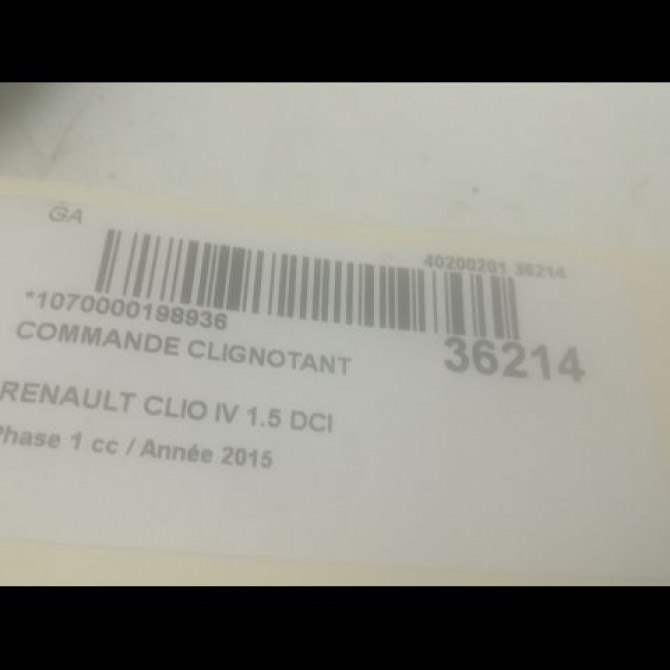 GA
40200201 36214
*1070000198936
36214
COMMANDE CLIGNOTANT
RENAULT CLIO IV 1.5 DCI
Phase 1 cc / Année 2015